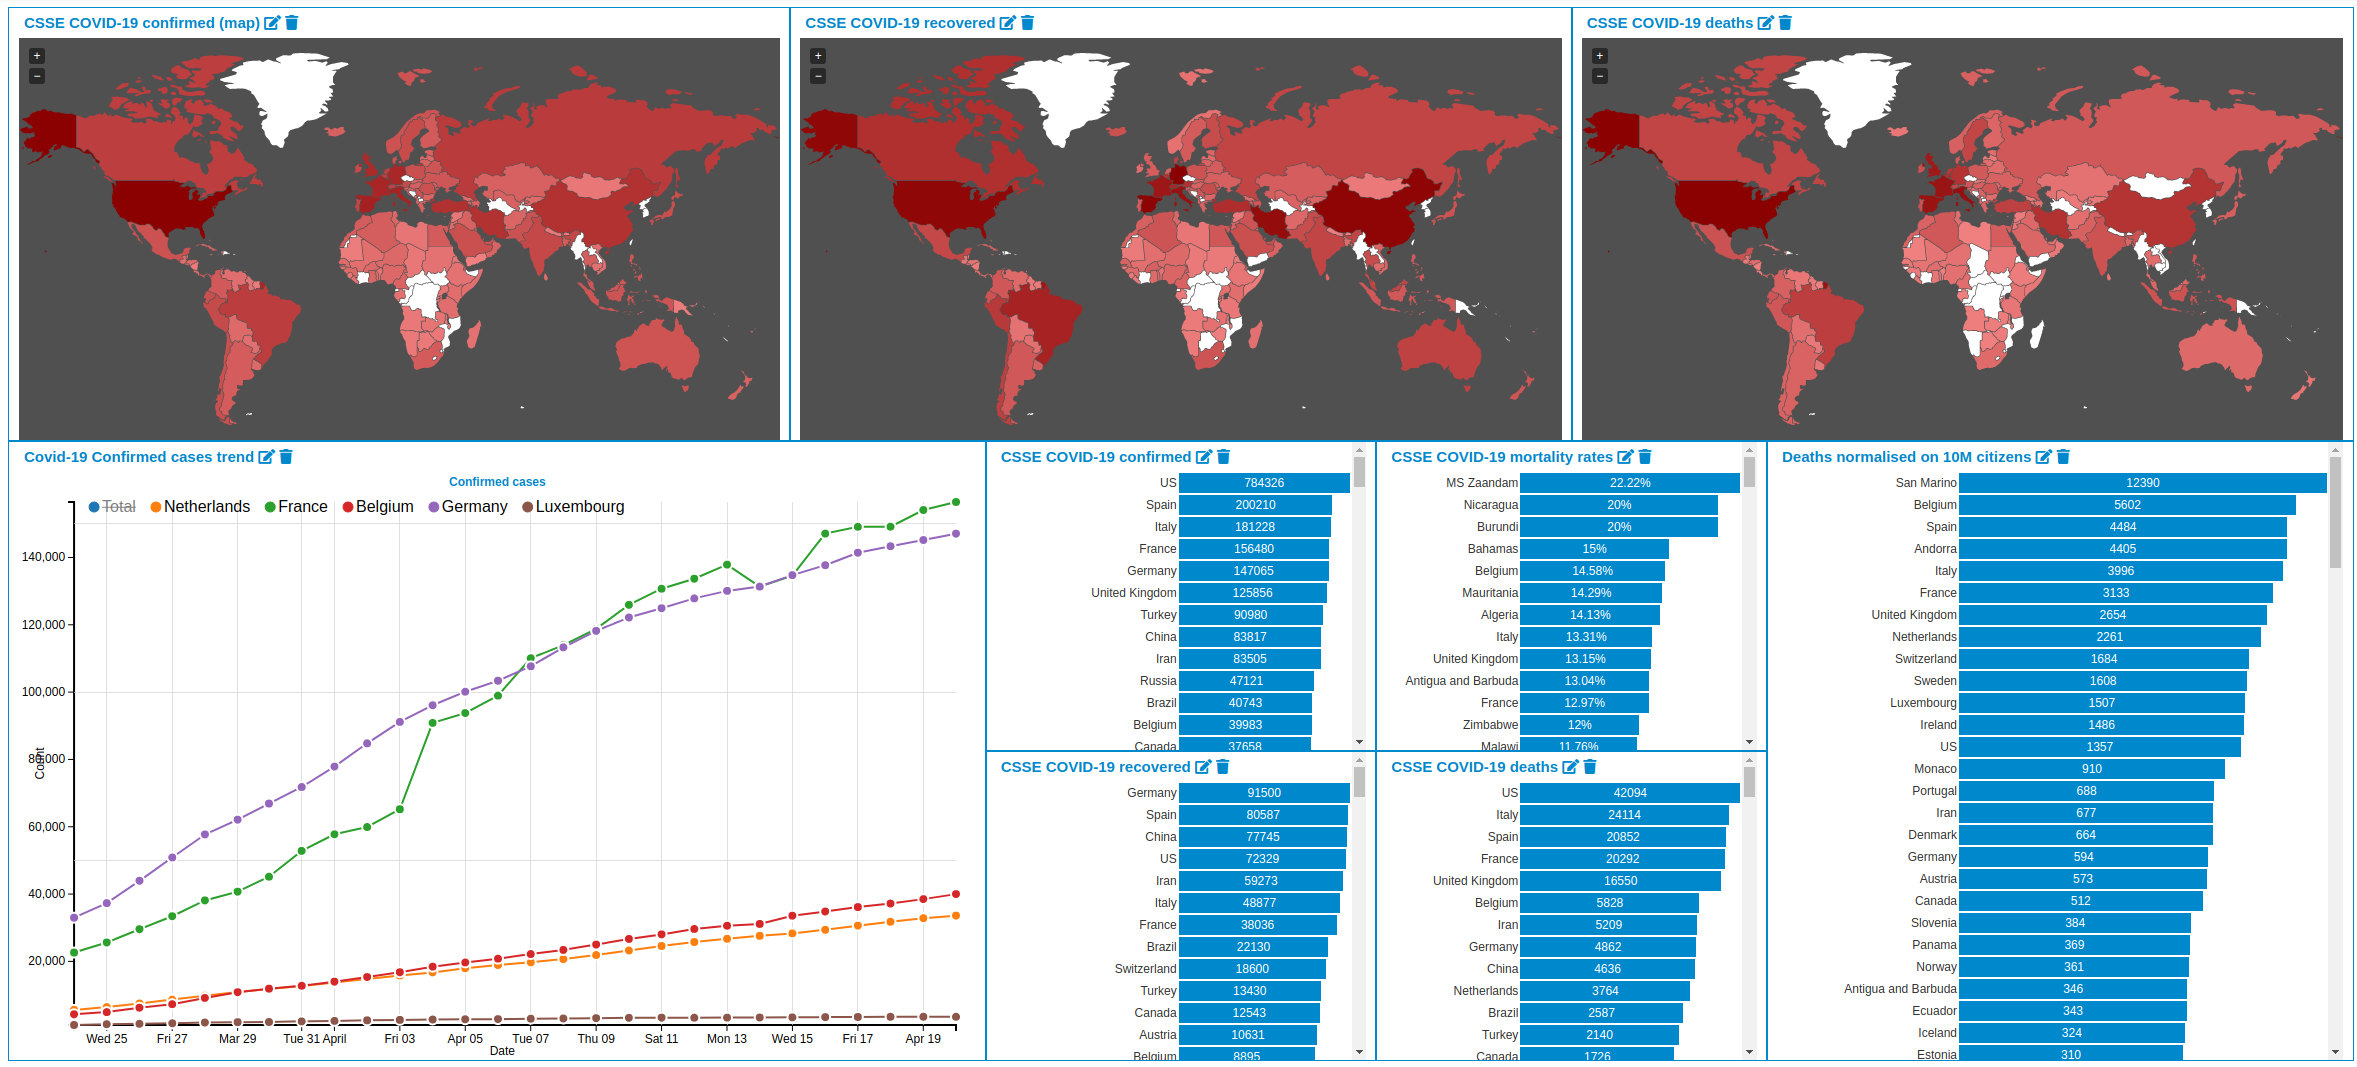 CSSE COVID-19 confirmed (map)
+
−
CSSE COVID-19 recovered
+
−
CSSE COVID-19 deaths
+
−
Covid-19 Confirmed cases trend
Confirmed cases
Total Netherlands France Belgium Germany Luxembourg
140,000
120,000
100,000
80,000
60,000
40,000
20,000
Count
Wed 25 Fri 27 Mar 29 Tue 31 April Fri 03 Apr 05 Tue 07 Thu 09 Sat 11 Mon 13 Wed 15 Fri 17 Apr 19
Date
CSSE COVID-19 confirmed
US 784326
Spain 200210
Italy 181228
France 156480
Germany 147065
United Kingdom 125856
Turkey 90980
China 83817
Iran 83505
Russia 47121
Brazil 40743
Belgium 39983
Canada 37658
CSSE COVID-19 mortality rates
MS Zaandam 22.22%
Nicaragua 20%
Burundi 20%
Bahamas 15%
Belgium 14.58%
Mauritania 14.29%
Algeria 14.13%
Italy 13.31%
United Kingdom 13.15%
Antigua and Barbuda 13.04%
France 12.97%
Zimbabwe 12%
Malawi 11.76%
CSSE COVID-19 recovered
Germany 91500
Spain 80587
China 77745
US 72329
Iran 59273
Italy 48877
France 38036
Brazil 22130
Switzerland 18600
Turkey 13430
Canada 12543
Austria 10631
Belgium 8895
CSSE COVID-19 deaths
US 42094
Italy 24114
Spain 20852
France 20292
United Kingdom 16550
Belgium 5828
Iran 5209
Germany 4862
China 4636
Netherlands 3764
Brazil 2587
Turkey 2140
Canada 1726
Deaths normalised on 10M citizens
San Marino 12390
Belgium 5602
Spain 4484
Andorra 4405
Italy 3996
France 3133
United Kingdom 2654
Netherlands 2261
Switzerland 1684
Sweden 1608
Luxembourg 1507
Ireland 1486
US 1357
Monaco 910
Portugal 688
Iran 677
Denmark 664
Germany 594
Austria 573
Canada 512
Slovenia 384
Panama 369
Norway 361
Antigua and Barbuda 346
Ecuador 343
Iceland 324
Estonia 310